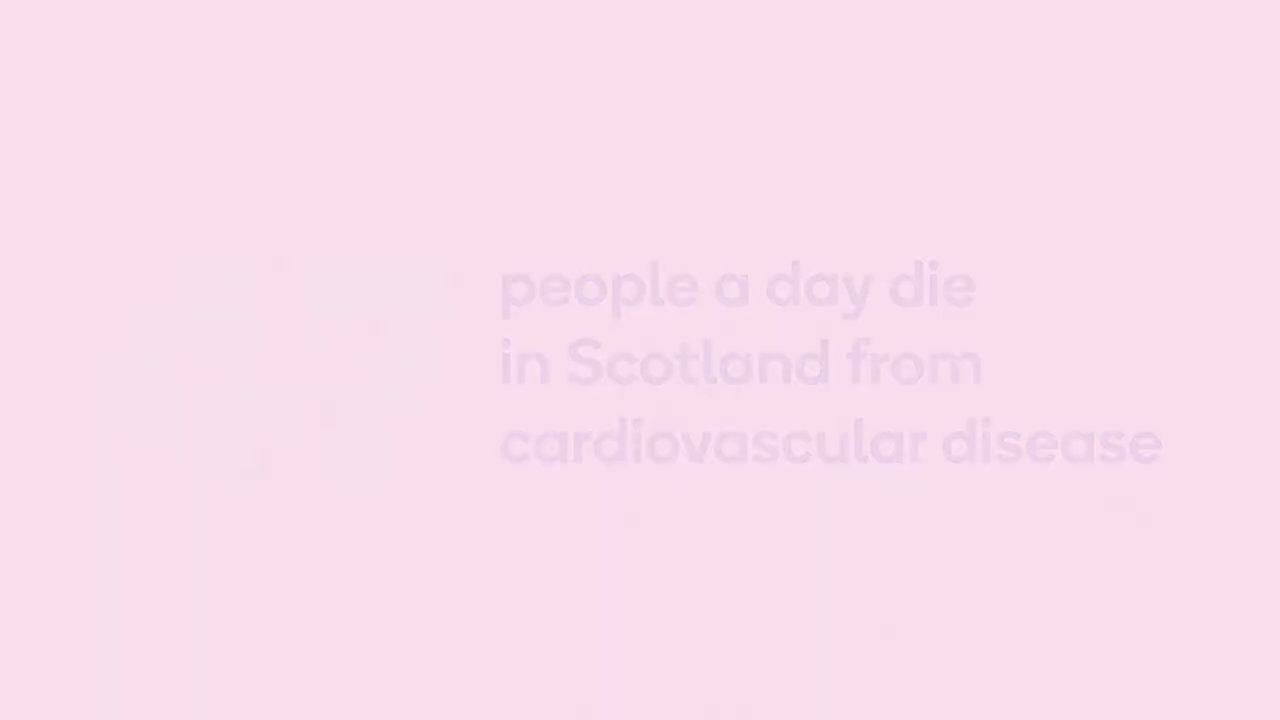 people a day die
in Scotland from
cardiovascular disease